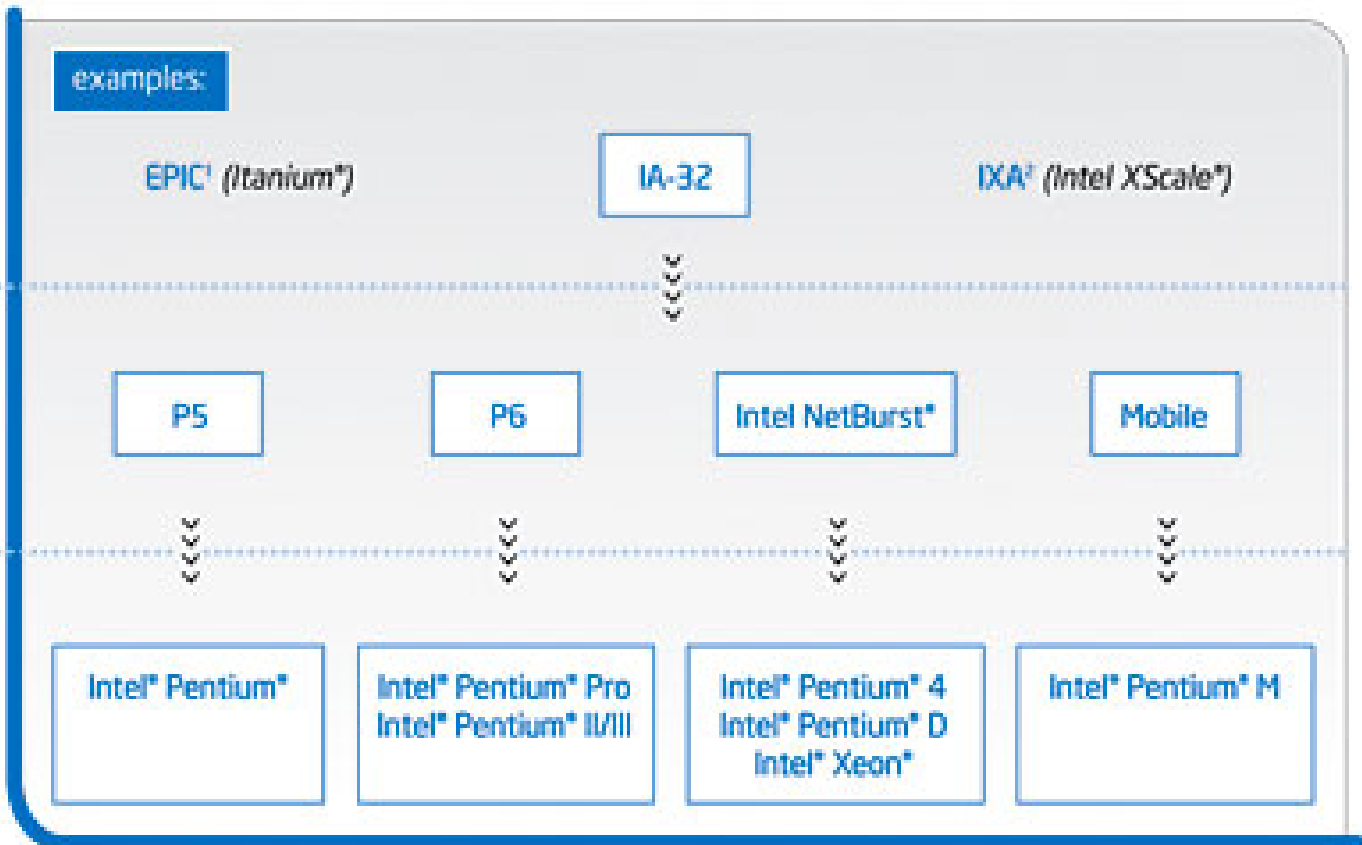 examples:
EPIC¹ (Itanium®)
IA-32
IXA² (Intel XScale®)
P5
P6
Intel NetBurst®
Mobile
Intel® Pentium®
Intel® Pentium® Pro
Intel® Pentium® II/III
Intel® Pentium® 4
Intel® Pentium® D
Intel® Xeon®
Intel® Pentium® M